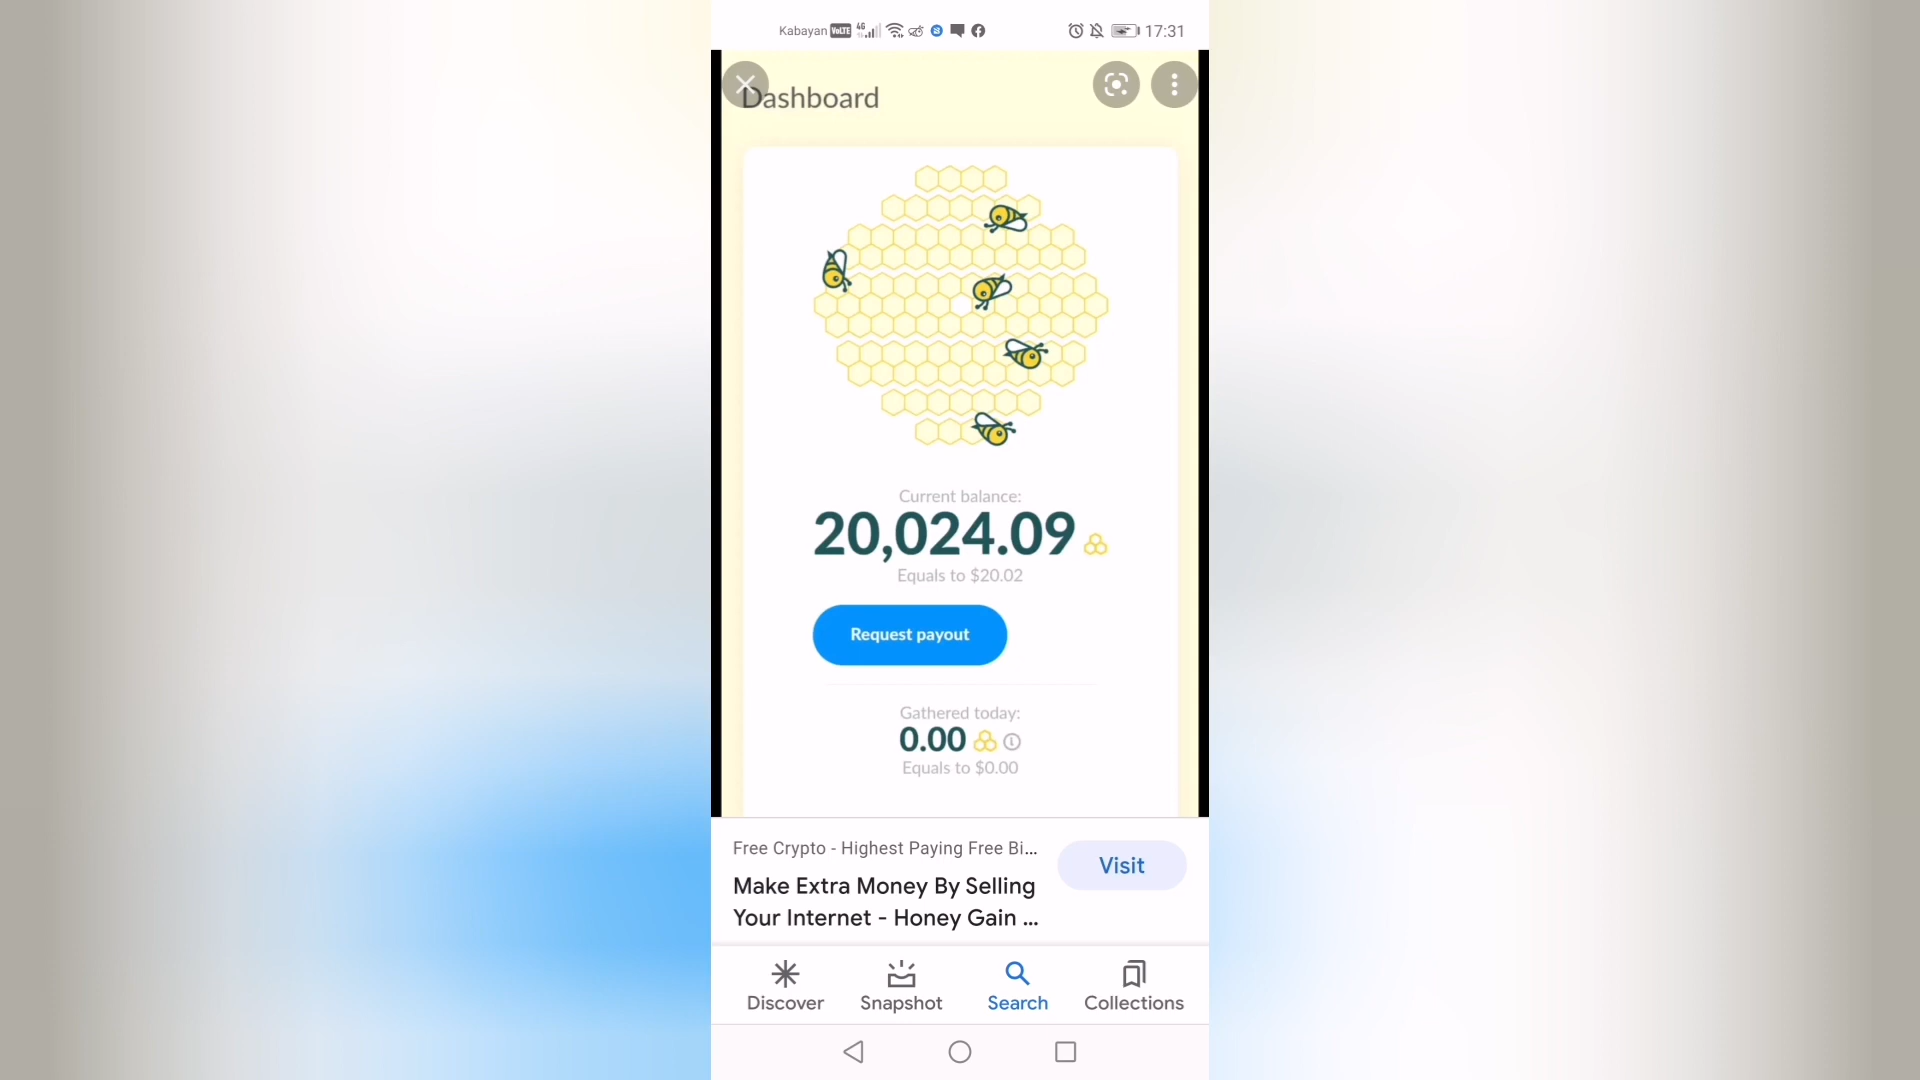 Kabayan VoLTE 4G 17:31
Dashboard
Current balance:
20,024.09
Equals to $20.02
Request payout
Gathered today:
0.00
Equals to $0.00
Free Crypto - Highest Paying Free Bi...
Visit
Make Extra Money By Selling
Your Internet - Honey Gain ...
Discover Snapshot Search Collections